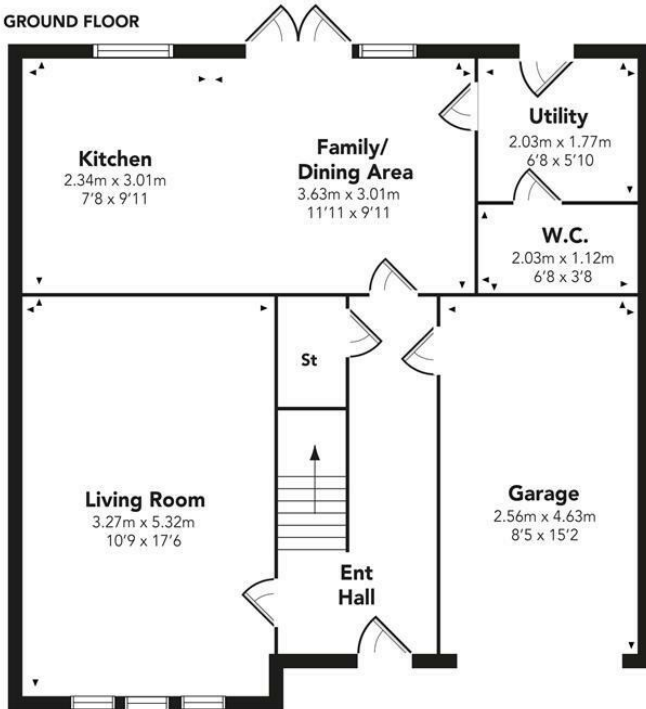 GROUND FLOOR
Kitchen
2.34m x 3.01m
7'8 x 9'11
Family/
Dining Area
3.63m x 3.01m
11'11 x 9'11
Utility
2.03m x 1.77m
6'8 x 5'10
W.C.
2.03m x 1.12m
6'8 x 3'8
St
Living Room
3.27m x 5.32m
10'9 x 17'6
Garage
2.56m x 4.63m
8'5 x 15'2
Ent
Hall